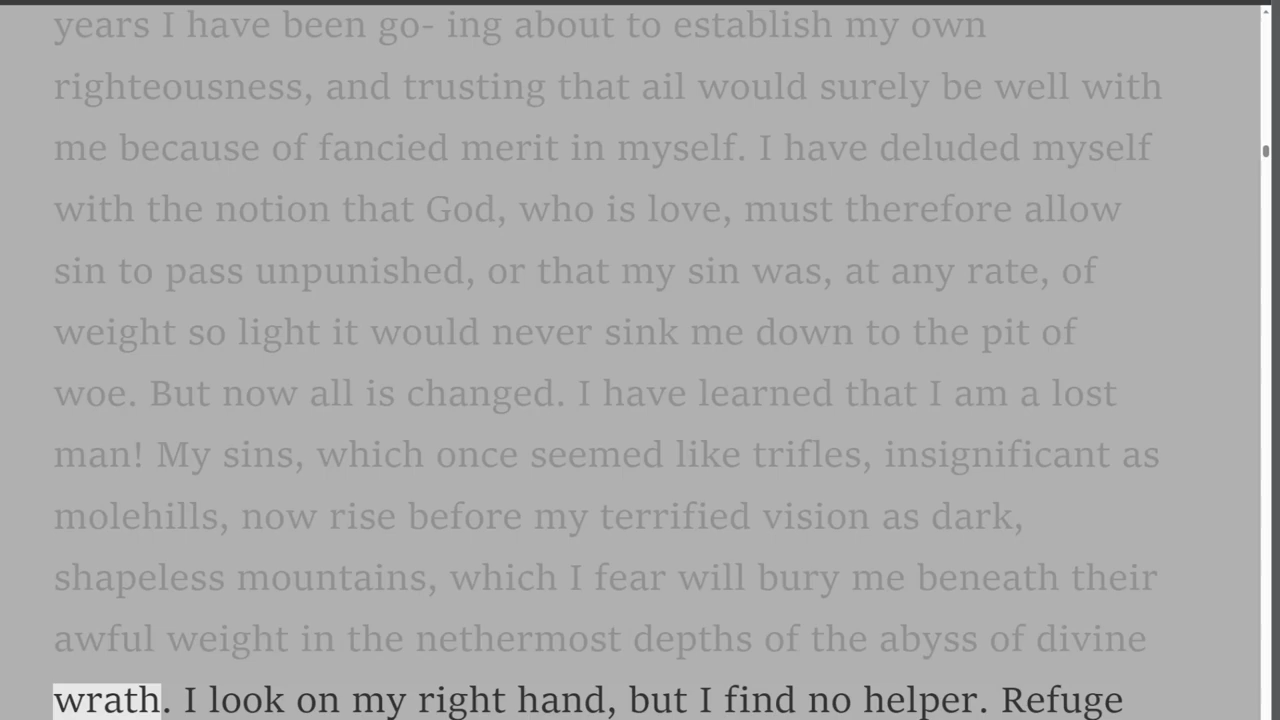 years I have been go- ing about to establish my own
righteousness, and trusting that ail would surely be well with
me because of fancied merit in myself. I have deluded myself
with the notion that God, who is love, must therefore allow
sin to pass unpunished, or that my sin was, at any rate, of
weight so light it would never sink me down to the pit of
woe. But now all is changed. I have learned that I am a lost
man! My sins, which once seemed like trifles, insignificant as
molehills, now rise before my terrified vision as dark,
shapeless mountains, which I fear will bury me beneath their
awful weight in the nethermost depths of the abyss of divine
wrath. I look on my right hand, but I find no helper. Refuge